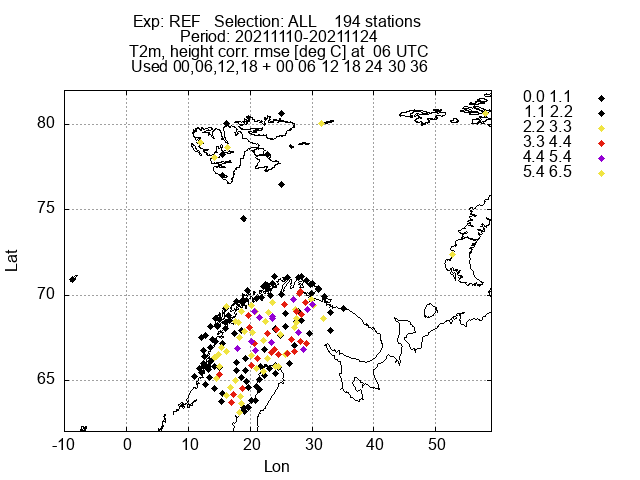 Exp: REF   Selection: ALL    194 stations
Period: 20211110-20211124
T2m, height corr. rmse [deg C] at  06 UTC
Used 00,06,12,18 + 00 06 12 18 24 30 36
0.0 1.1
1.1 2.2
2.2 3.3
3.3 4.4
4.4 5.4
5.4 6.5
80
75
70
65
Lat
-10 0 10 20 30 40 50
Lon